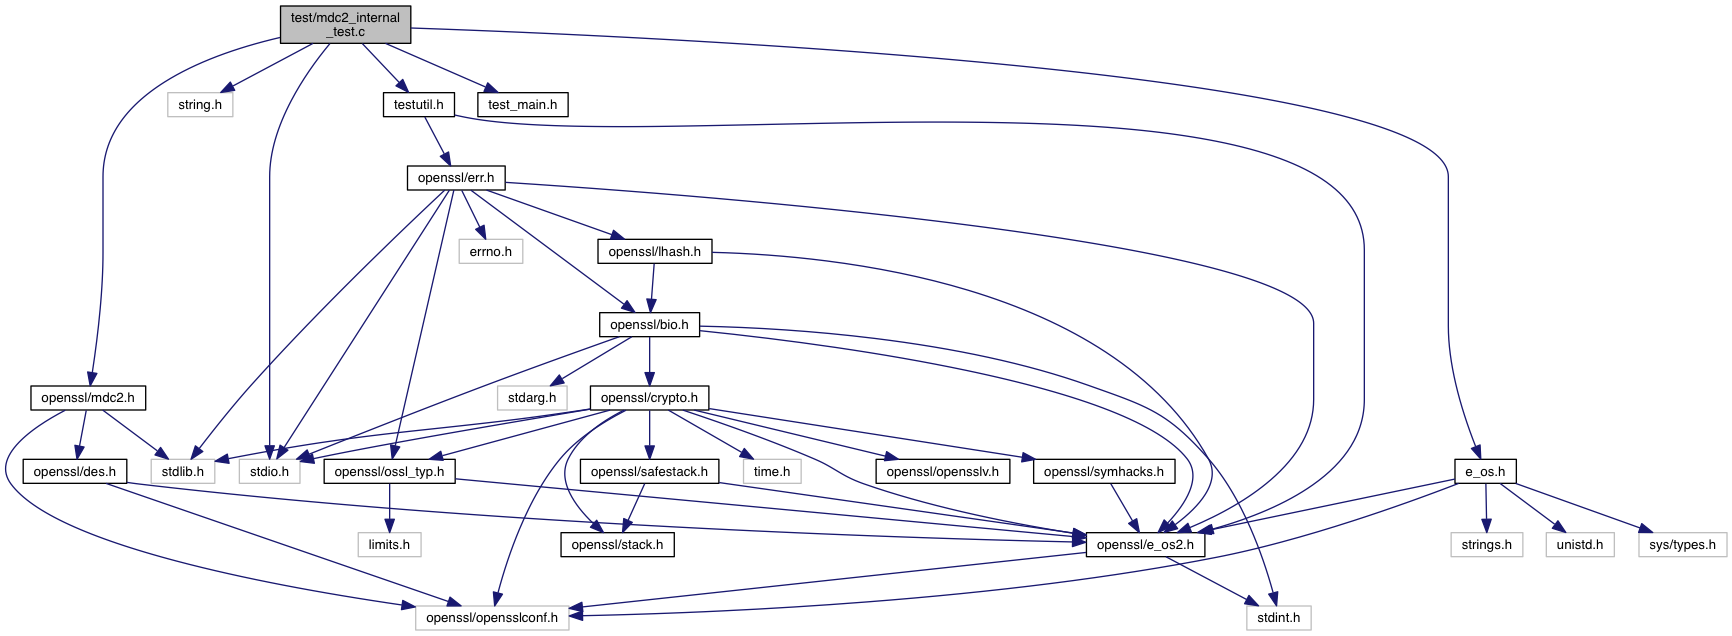 test/mdc2_internal
_test.c
string.h
testutil.h
test_main.h
openssl/err.h
errno.h
openssl/lhash.h
openssl/bio.h
openssl/mdc2.h
stdarg.h
openssl/crypto.h
openssl/des.h
stdlib.h
stdio.h
openssl/ossl_typ.h
openssl/safestack.h
time.h
openssl/opensslv.h
openssl/symhacks.h
e_os.h
limits.h
openssl/stack.h
openssl/e_os2.h
strings.h
unistd.h
sys/types.h
openssl/opensslconf.h
stdint.h